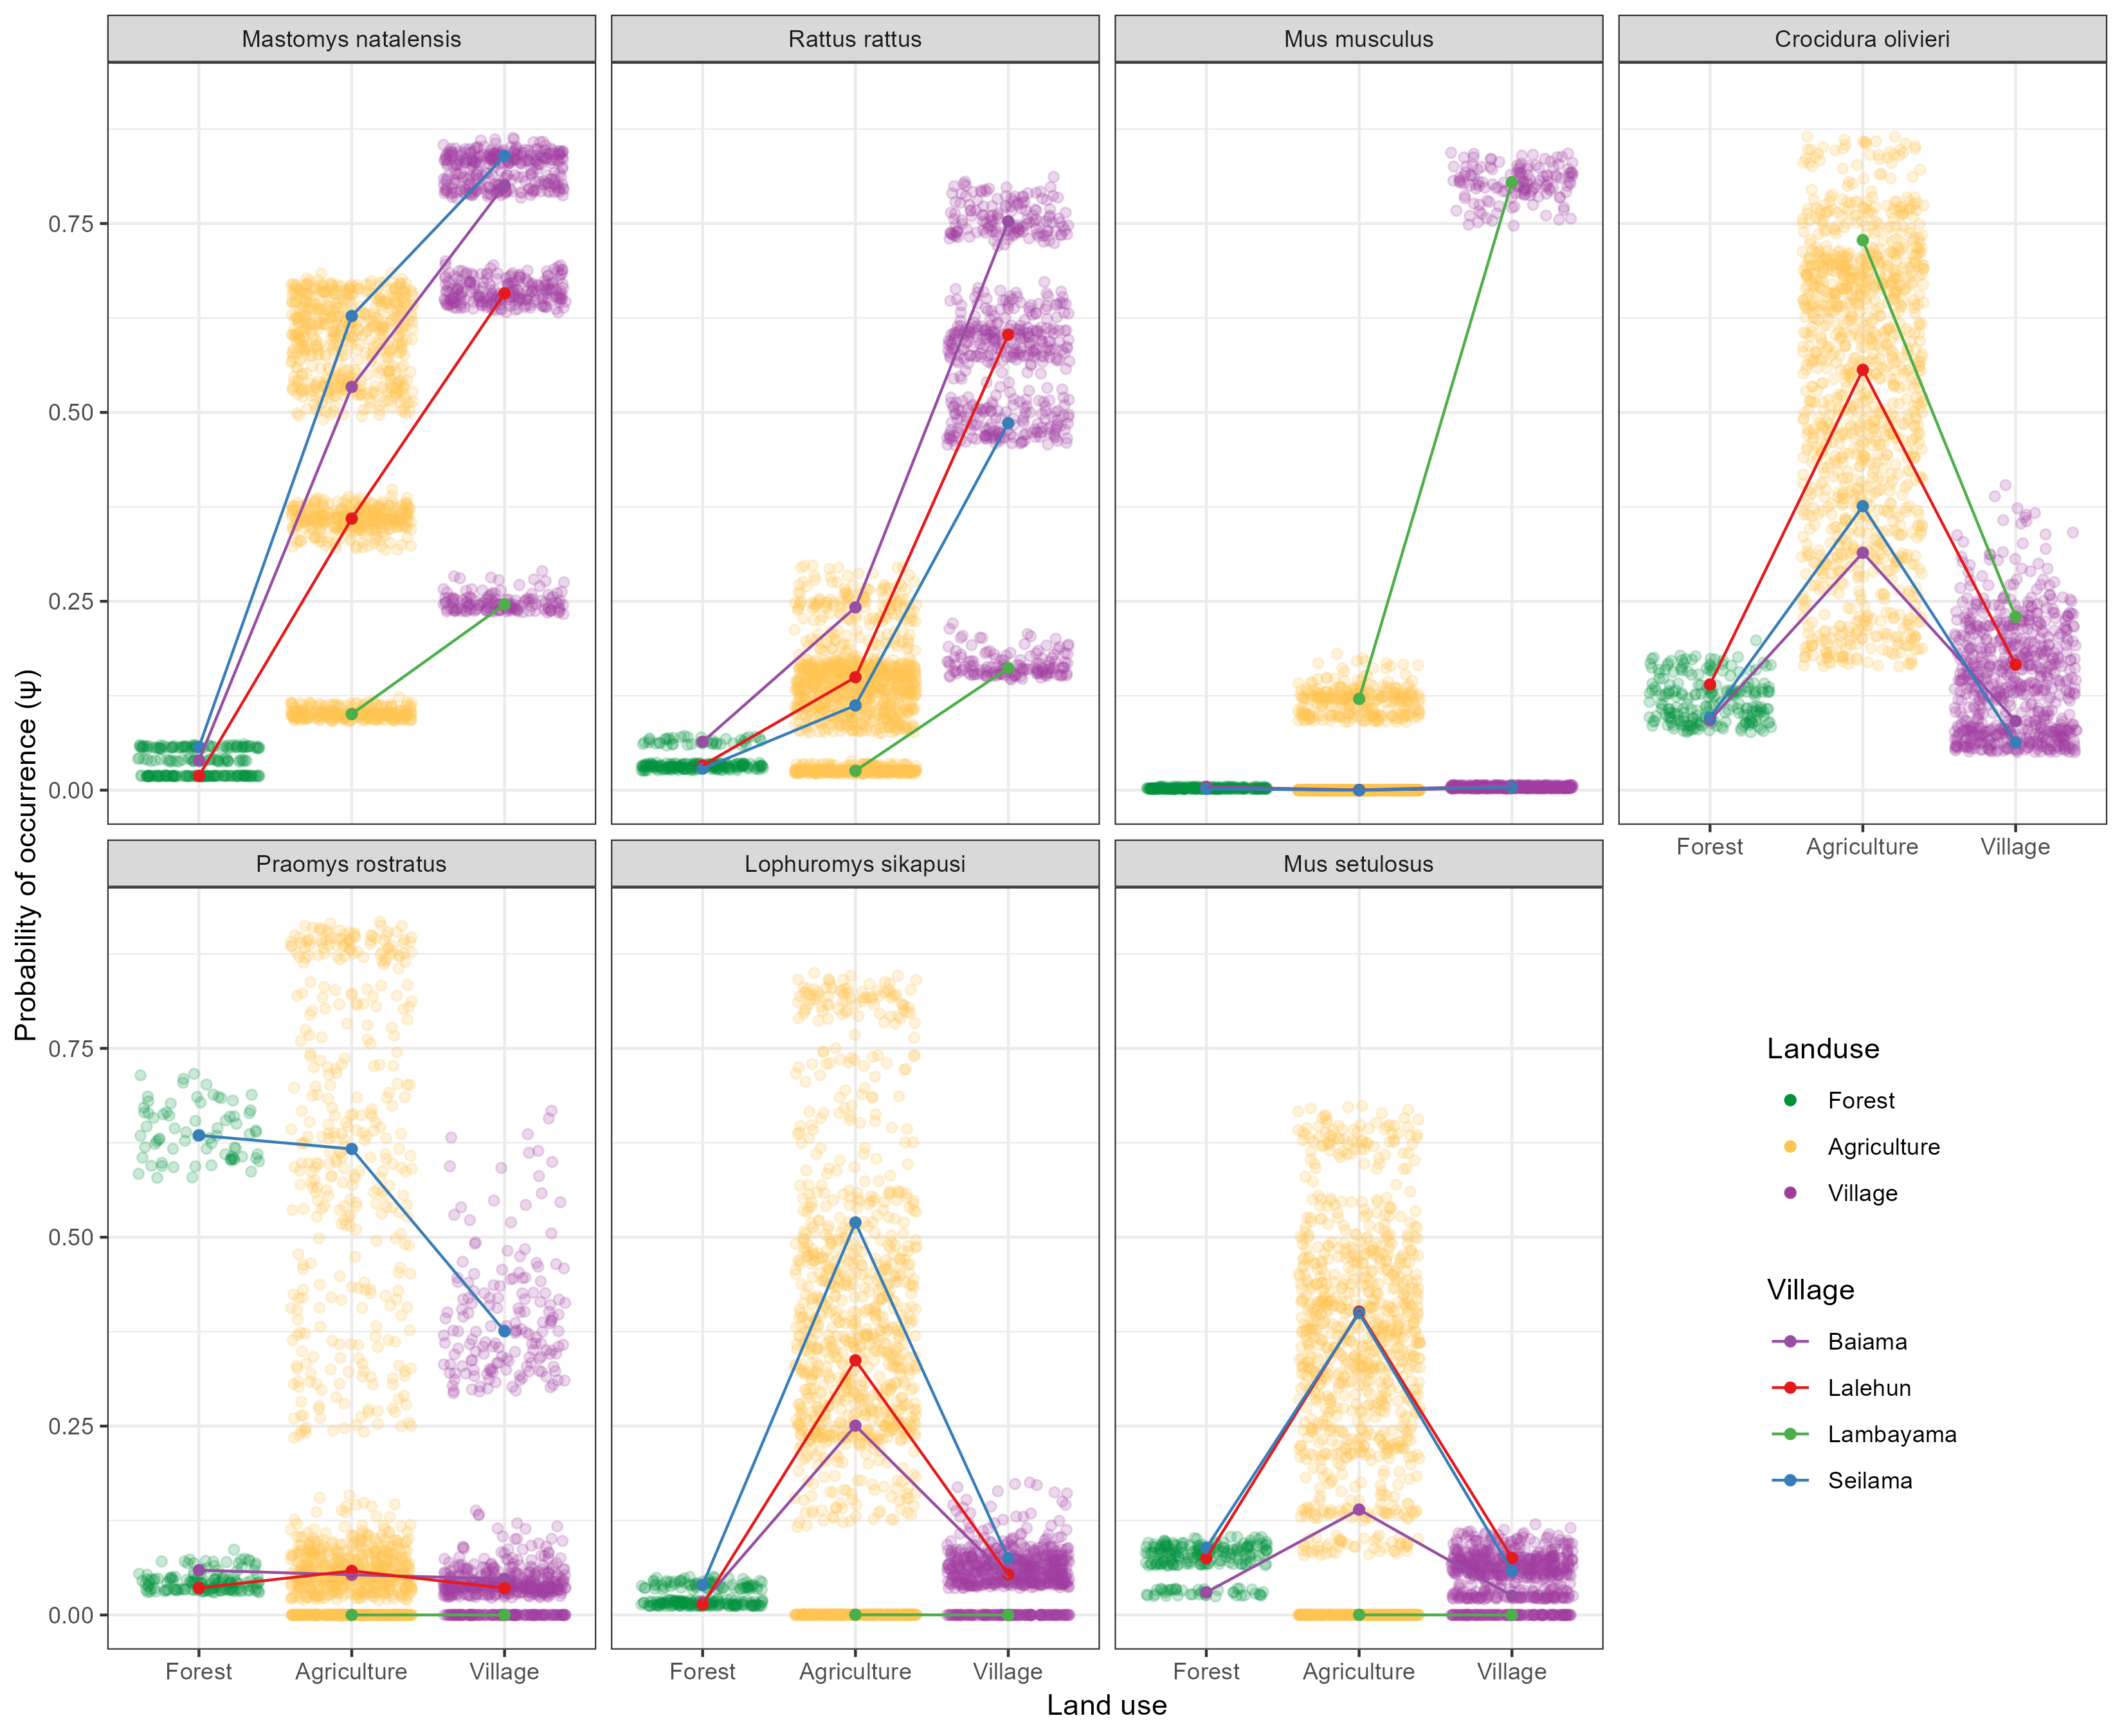 Mastomys natalensis
Rattus rattus
Mus musculus
Crocidura olivieri
0.75
0.50
0.25
0.00
Forest
Agriculture
Village
Probability of occurrence (ψ)
Praomys rostratus
Lophuromys sikapusi
Mus setulosus
0.75
0.50
0.25
0.00
Forest
Agriculture
Village
Forest
Agriculture
Village
Forest
Agriculture
Village
Land use
Landuse
Forest
Agriculture
Village
Village
Baiama
Lalehun
Lambayama
Seilama